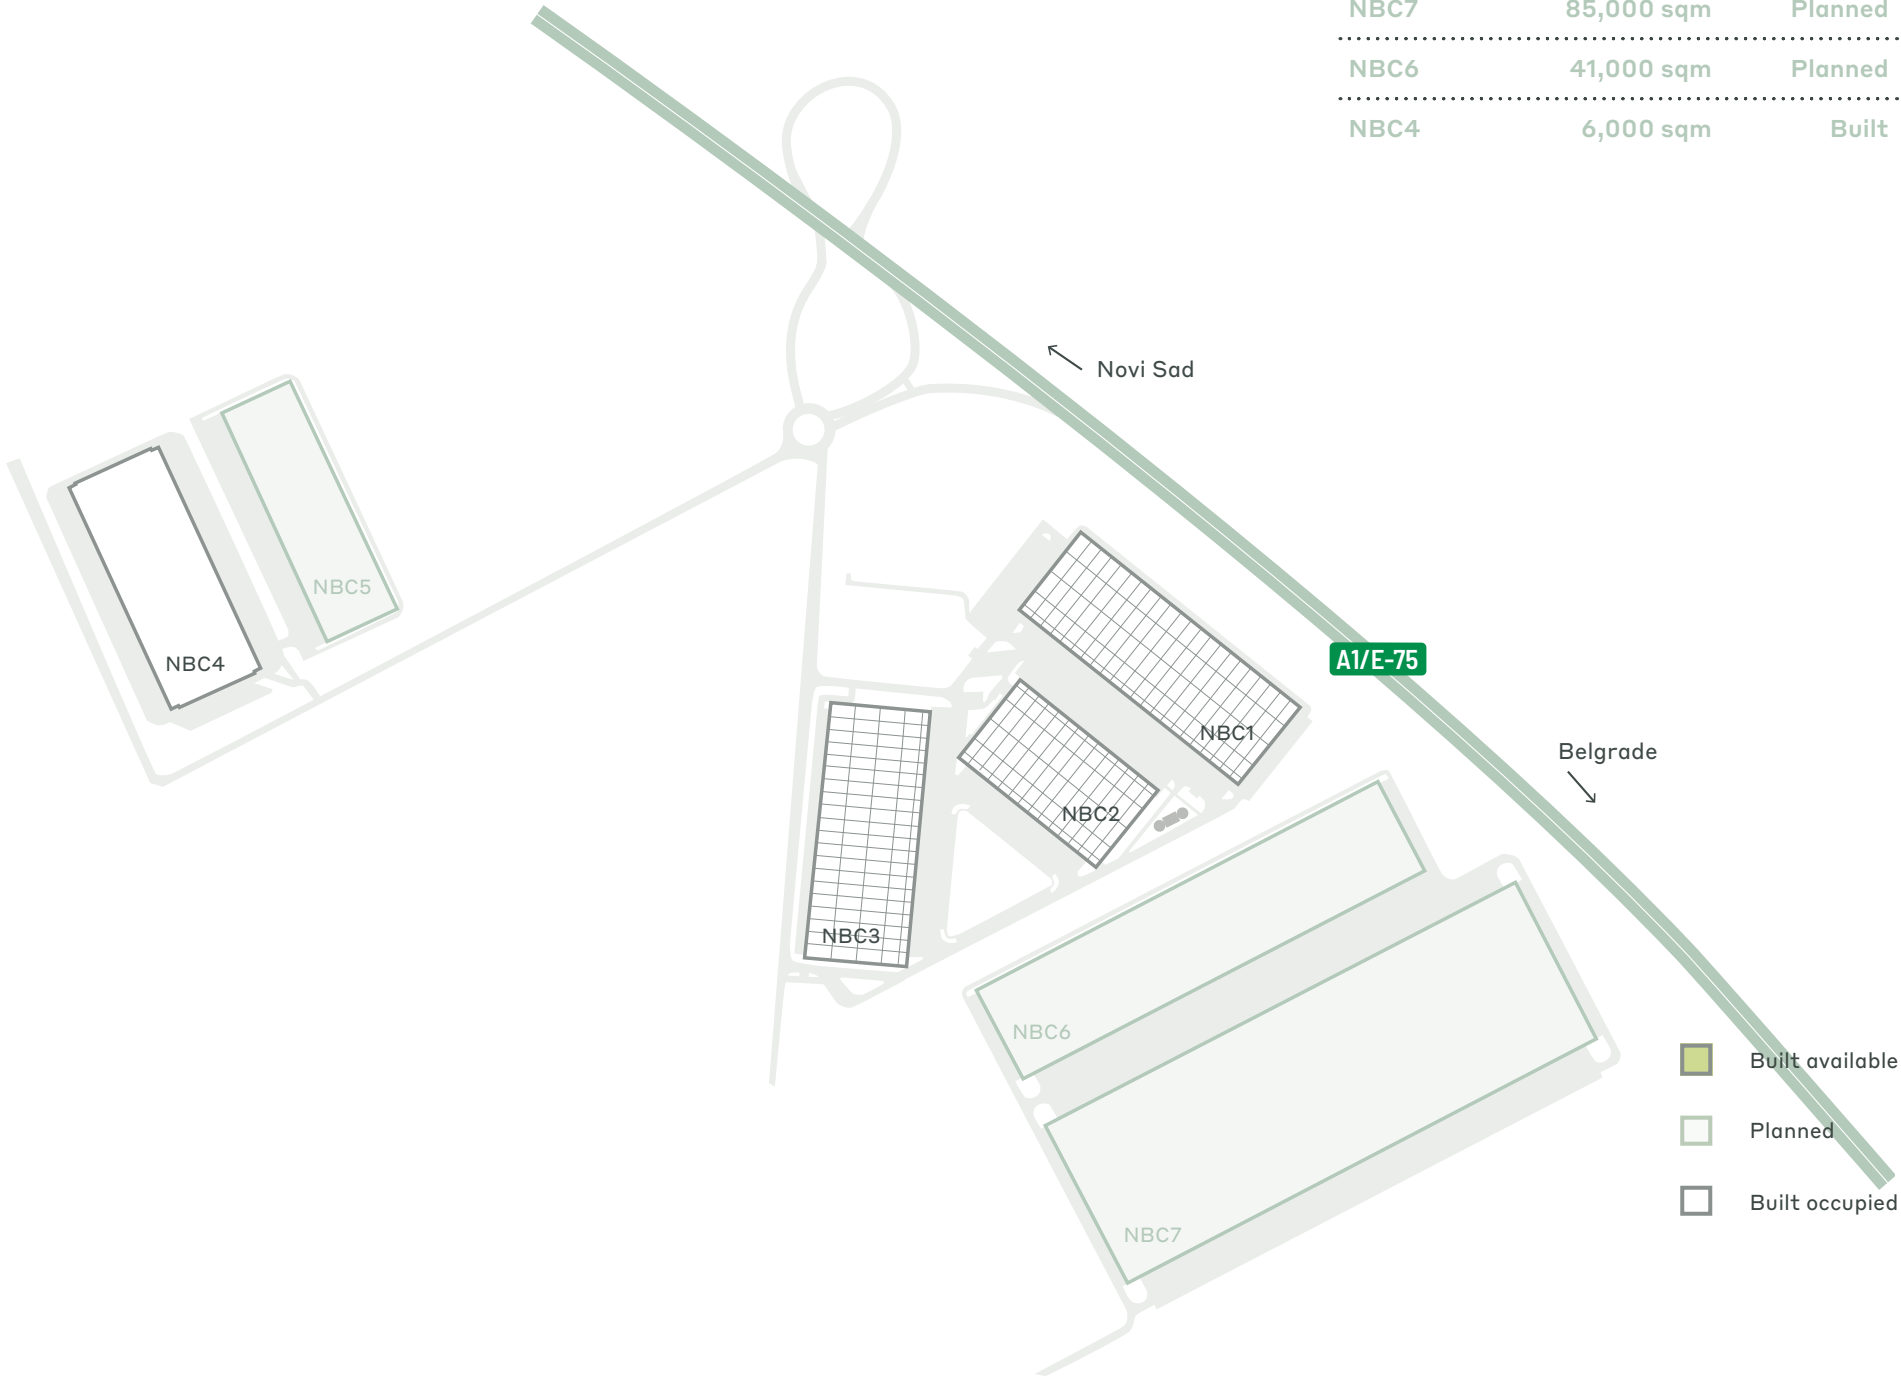 NBC7 85,000 sqm Planned
NBC6 41,000 sqm Planned
NBC4 6,000 sqm Built
Novi Sad
NBC5
NBC4
A1/E-75
NBC1
Belgrade
NBC2
NBC3
NBC6
Built available
Planned
Built occupied
NBC7